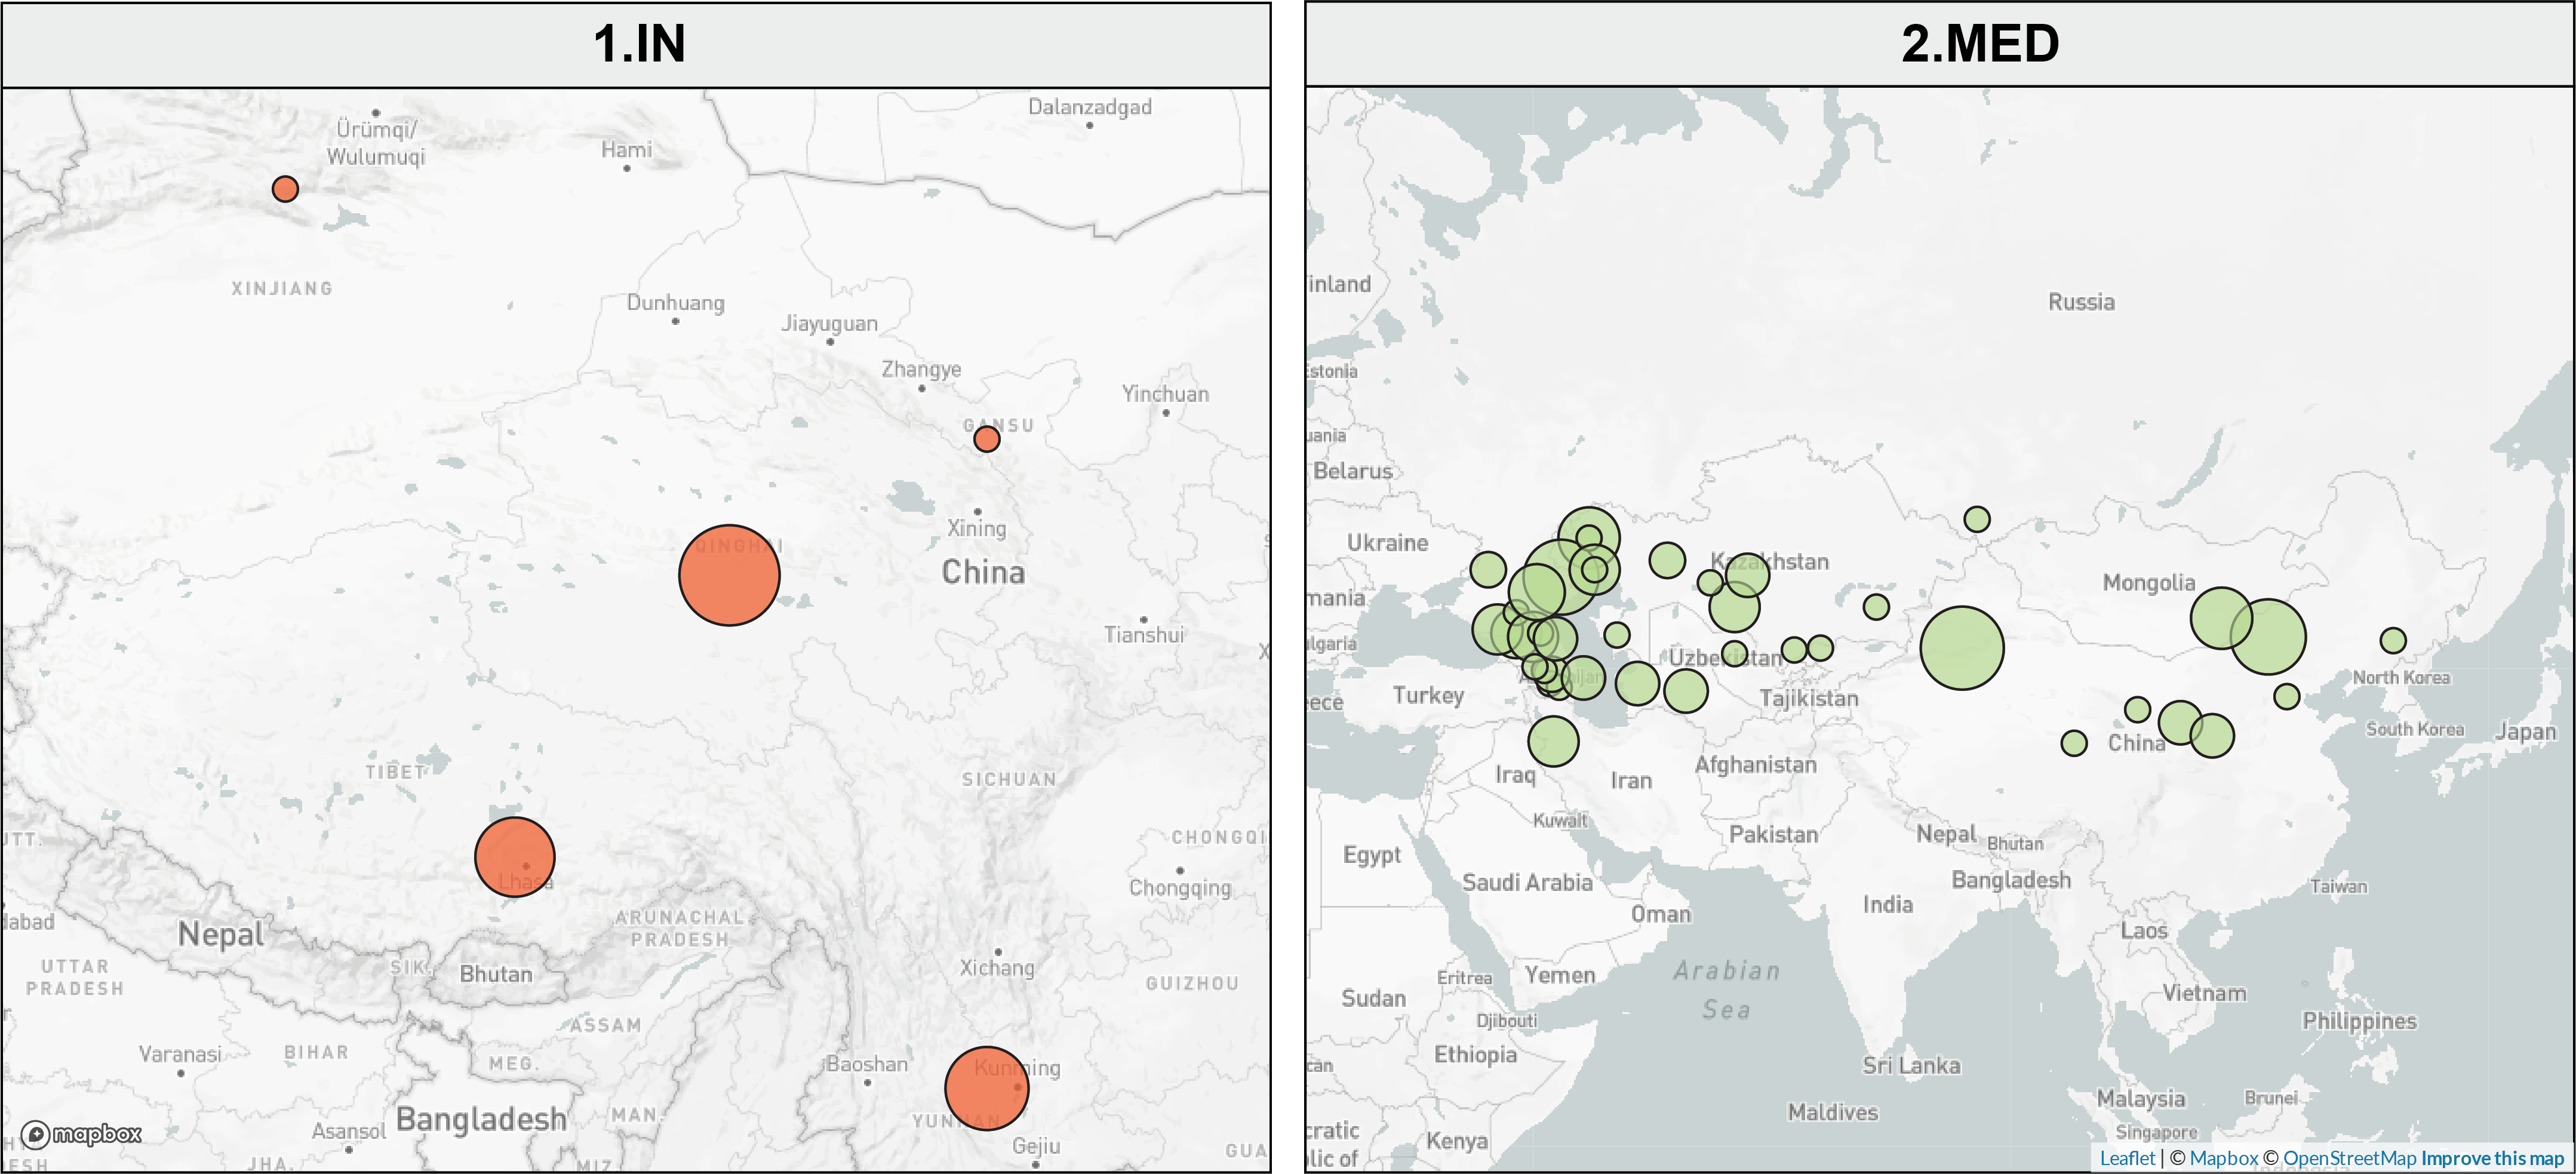 1.IN
Dalanzadgad
Ürümqi/
Wulumuqi
Hami
XINJIANG
Dunhuang
Jiayuguan
Zhangye
Yinchuan
GANSU
Xining
QINGHAI
China
Tianshui
TIBET
SICHUAN
UTT.
CHONGQI
Lhasa
Chongqing
ARUNACHAL
PRADESH
dabad
Nepal
SIK.
Bhutan
Xichang
UTTAR
PRADESH
GUIZHOU
ASSAM
Varanasi
BIHAR
MEG.
Baoshan
Kunming
Bangladesh
MAN.
YUNNAN
mapbox
Asansol
Gejiu
JHA.
MIZ
GUA
ESH
2.MED
inland
Russia
Estonia
uania
Belarus
Ukraine
Kazakhstan
Mongolia
mania
ulgaria
Uzbekistan
North Korea
eece
Turkey
Tajikistan
South Korea
Japan
China
Iraq
Iran
Afghanistan
Kuwait
Pakistan
Nepal
Bhutan
Egypt
Saudi Arabia
Bangladesh
Taiwan
Oman
India
Laos
Arabian
Sea
Eritrea
Yemen
Sudan
Vietnam
Djibouti
Philippines
Ethiopia
can
Sri Lanka
Malaysia
Brunei
Maldives
cratic
Kenya
Singapore
lic of
Leaflet | © Mapbox © OpenStreetMap Improve this map